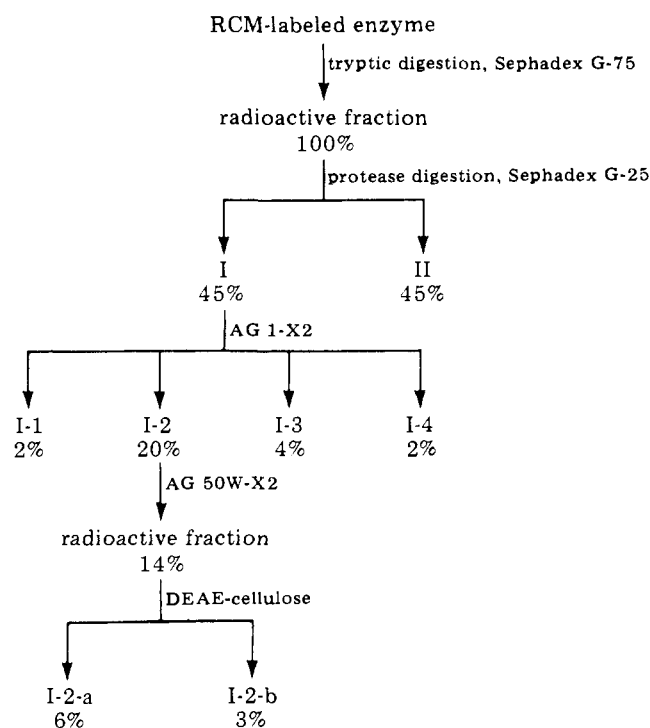 RCM-labeled enzyme
tryptic digestion, Sephadex G-75
radioactive fraction
100%
protease digestion, Sephadex G-25
I II
45% 45%
AG 1-X2
I-1 I-2 I-3 I-4
2% 20% 4% 2%
AG 50W-X2
radioactive fraction
14%
DEAE-cellulose
I-2-a I-2-b
6% 3%